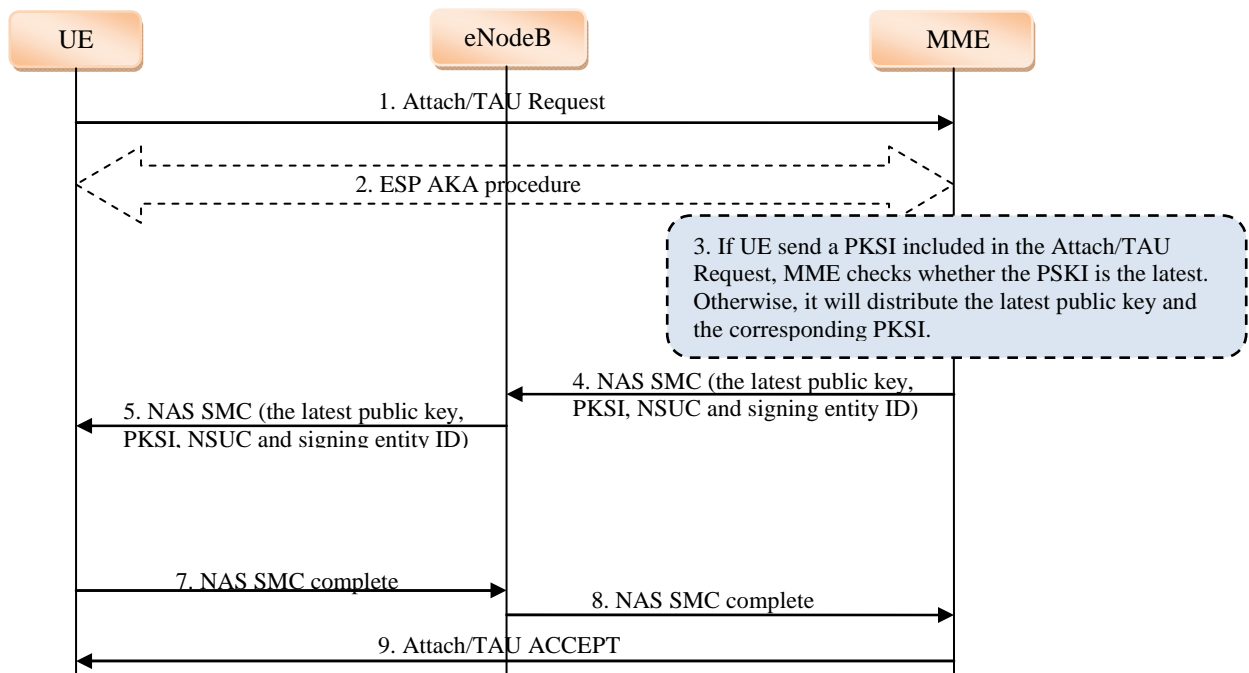 UE
eNodeB
MME
1. Attach/TAU Request
2. ESP AKA procedure
3. If UE send a PKSI included in the Attach/TAU
Request, MME checks whether the PSKI is the latest.
Otherwise, it will distribute the latest public key and
the corresponding PKSI.
4. NAS SMC (the latest public key,
PKSI, NSUC and signing entity ID)
5. NAS SMC (the latest public key,
PKSI, NSUC and signing entity ID)
7. NAS SMC complete
8. NAS SMC complete
9. Attach/TAU ACCEPT